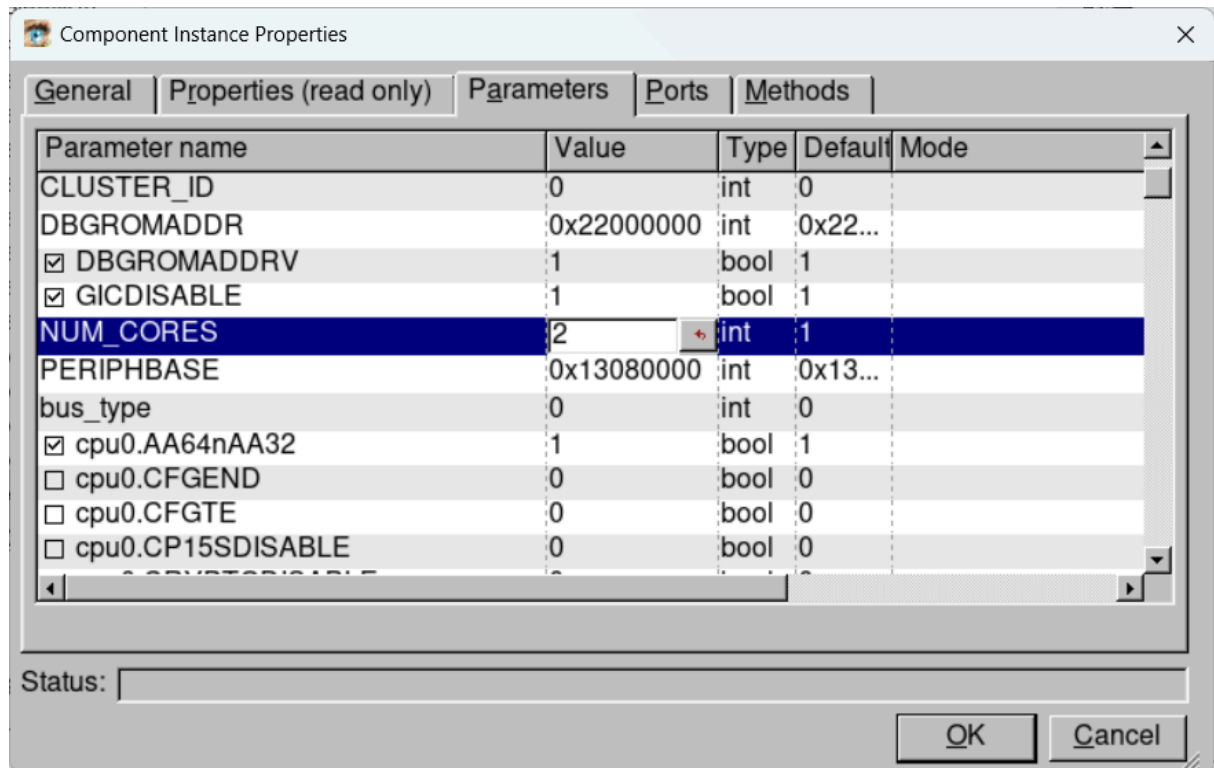 Component Instance Properties
General Properties (read only) Parameters Ports Methods
Parameter name Value Type Default Mode
CLUSTER_ID 0 int 0
DBGROMADDR 0x22000000 int 0x22...
DBGROMADDRV 1 bool 1
GICDISABLE 1 bool 1
NUM_CORES 2 int 1
PERIPHBASE 0x13080000 int 0x13...
bus_type 0 int 0
cpu0.AA64nAA32 1 bool 1
cpu0.CFGEND 0 bool 0
cpu0.CFGTE 0 bool 0
cpu0.CP15SDISABLE 0 bool 0
Status:
OK Cancel